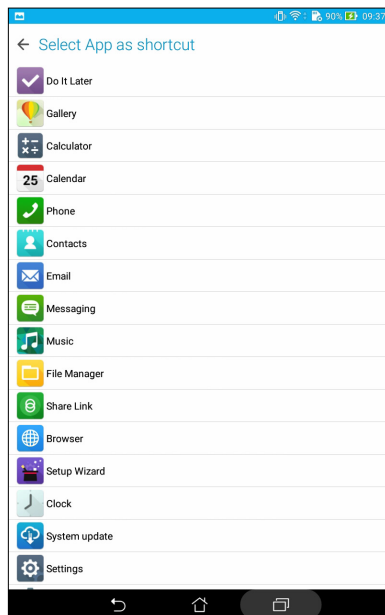 90% 09:37
Select App as shortcut
Do It Later
Gallery
Calculator
25 Calendar
Phone
Contacts
Email
Messaging
Music
File Manager
Share Link
Browser
Setup Wizard
Clock
System update
Settings